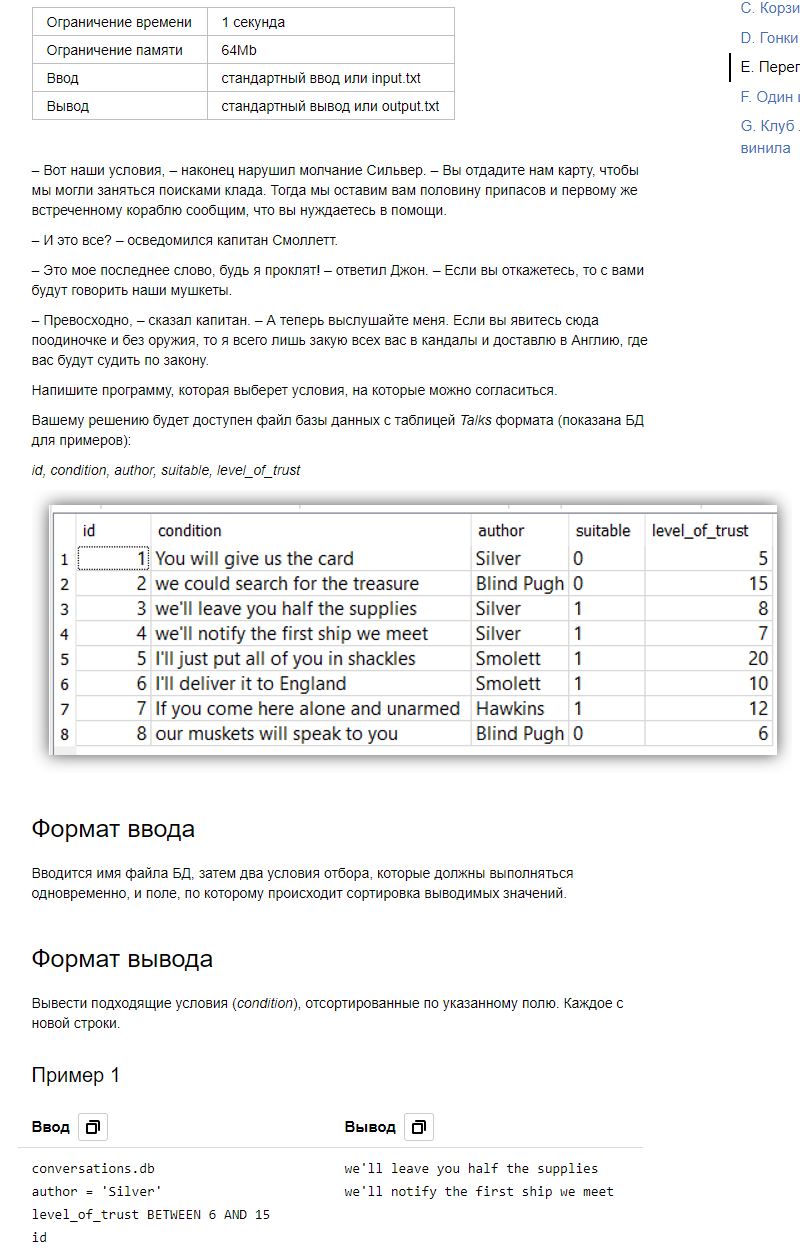 Ограничение времени 1 секунда
Ограничение памяти 64Mb
Ввод стандартный ввод или input.txt
Вывод стандартный вывод или output.txt
C. Корзи
D. Гонки
E. Перег
F. Один
G. Клуб
винила
– Вот наши условия, – наконец нарушил молчание Сильвер. – Вы отдадите нам карту, чтобы
мы могли заняться поисками клада. Тогда мы оставим вам половину припасов и первому же
встреченному кораблю сообщим, что вы нуждаетесь в помощи.
– И это все? – осведомился капитан Смоллетт.
– Это мое последнее слово, будь я проклят! – ответил Джон. – Если вы откажетесь, то с вами
будут говорить наши мушкеты.
– Превосходно, – сказал капитан. – А теперь выслушайте меня. Если вы явитесь сюда
поодиночке и без оружия, то я всего лишь закую всех вас в кандалы и доставлю в Англию, где
вас будут судить по закону.
Напишите программу, которая выберет условия, на которые можно согласиться.
Вашему решению будет доступен файл базы данных с таблицей Talks формата (показана БД
для примеров):
id, condition, author, suitable, level_of_trust
id condition author suitable level_of_trust
1 1 You will give us the card Silver 0 5
2 2 we could search for the treasure Blind Pugh 0 15
3 3 we'll leave you half the supplies Silver 1 8
4 4 we'll notify the first ship we meet Silver 1 7
5 5 I'll just put all of you in shackles Smolett 1 20
6 6 I'll deliver it to England Smolett 1 10
7 7 If you come here alone and unarmed Hawkins 1 12
8 8 our muskets will speak to you Blind Pugh 0 6
Формат ввода
Вводится имя файла БД, затем два условия отбора, которые должны выполняться
одновременно, и поле, по которому происходит сортировка выводимых значений.
Формат вывода
Вывести подходящие условия (condition), отсортированные по указанному полю. Каждое с
новой строки.
Пример 1
Ввод Вывод
conversations.db we'll leave you half the supplies
author = 'Silver' we'll notify the first ship we meet
level_of_trust BETWEEN 6 AND 15
id